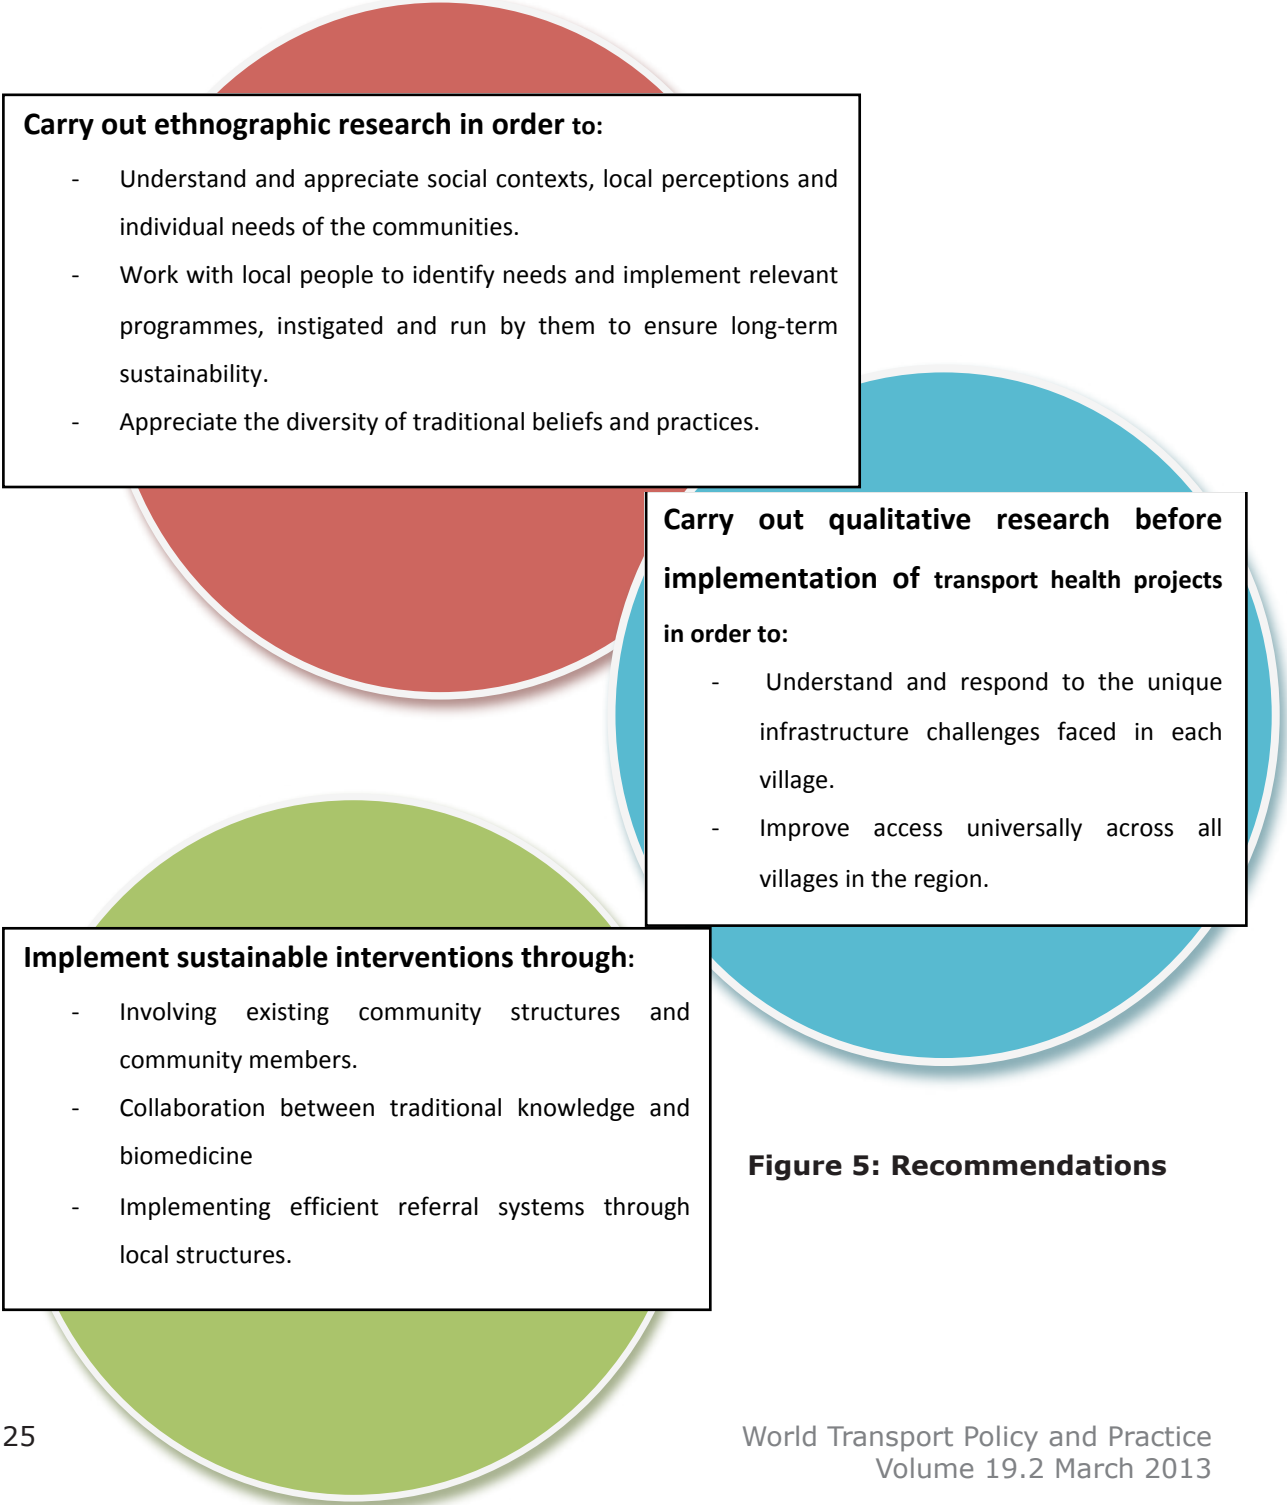 Carry out ethnographic research in order to:
- Understand and appreciate social contexts, local perceptions and
individual needs of the communities.
- Work with local people to identify needs and implement relevant
programmes, instigated and run by them to ensure long-term
sustainability.
- Appreciate the diversity of traditional beliefs and practices.
Carry out qualitative research before
implementation of transport health projects
in order to:
- Understand and respond to the unique
infrastructure challenges faced in each
village.
- Improve access universally across all
villages in the region.
Implement sustainable interventions through:
- Involving existing community structures and
community members.
- Collaboration between traditional knowledge and
biomedicine
- Implementing efficient referral systems through
local structures.
Figure 5: Recommendations
25
World Transport Policy and Practice
Volume 19.2 March 2013